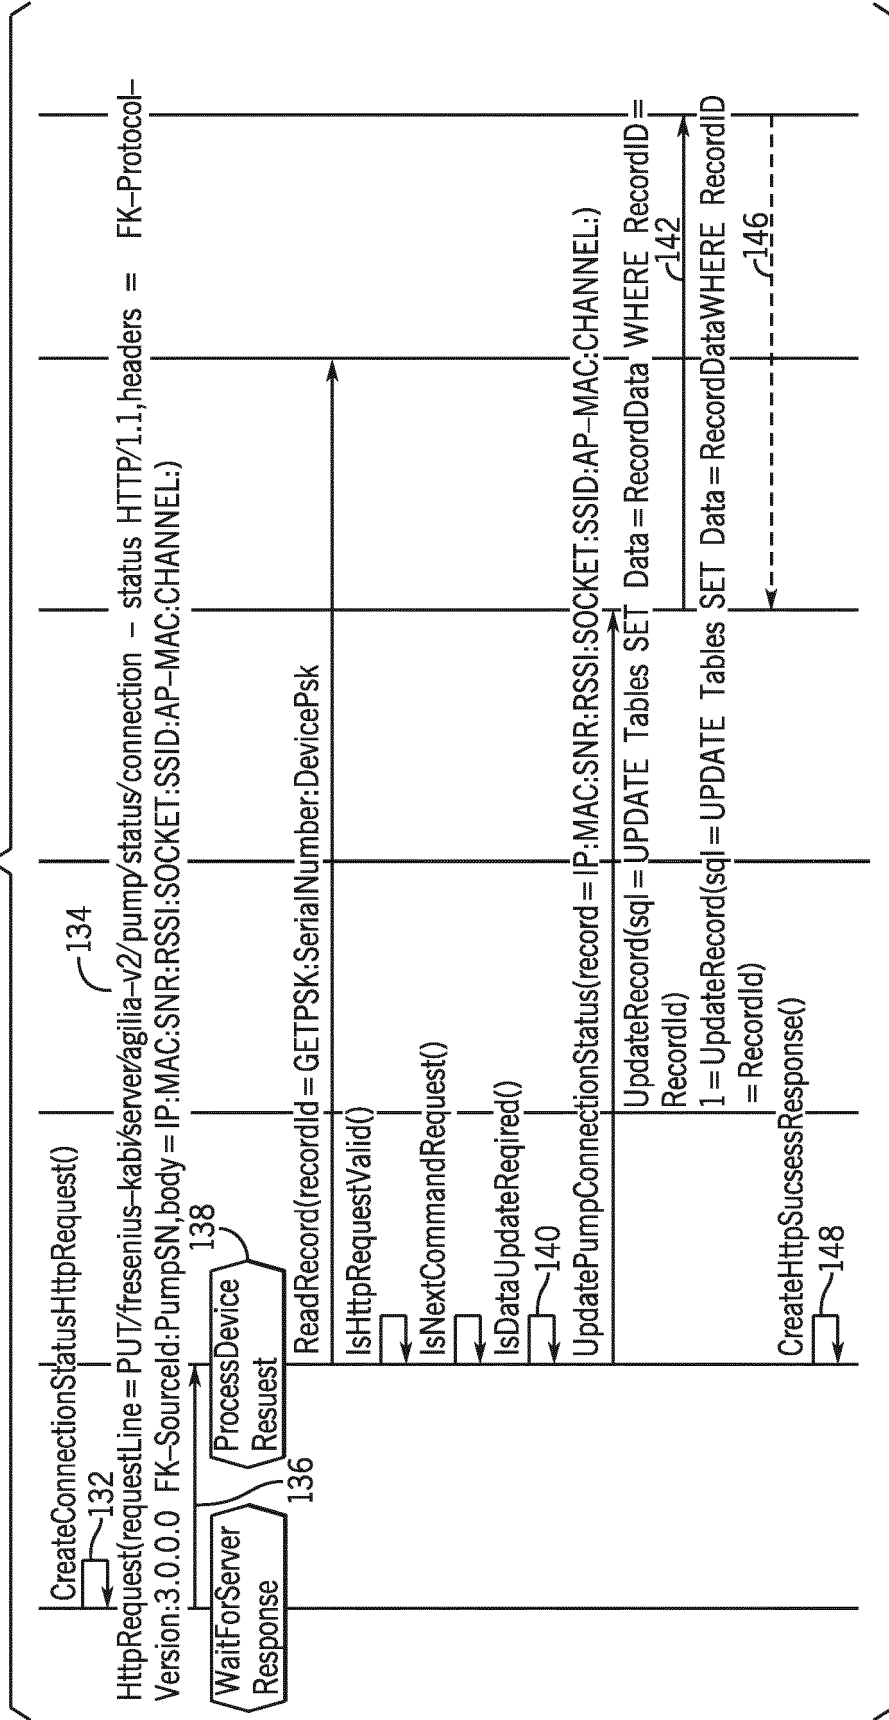 CreateConnectionStatusHttpRequest()
132
134
HttpRequest(requestLine = PUT/fresenius-kabi/server/agilia-v2/pump/status/connection - status HTTP/1.1,headers = FK-Protocol-
Version:3.0.0.0 FK-SourceId:PumpSN,body = IP:MAC:SNR:RSSI:SOCKET:SSID:AP-MAC:CHANNEL:)
136
138
WaitForServer
Response
ProcessDevice
Resuest
ReadRecord(recordId = GETPSK:SerialNumber:DevicePsk
IsHttpRequestValid()
IsNextCommandRequest()
IsDataUpdateReqired()
140
UpdatePumpConnectionStatus(record = IP:MAC:SNR:RSSI:SOCKET:SSID:AP-MAC:CHANNEL:)
UpdateRecord(sql = UPDATE Tables SET Data = RecordData WHERE RecordID =
RecordId)
142
1 = UpdateRecord(sql = UPDATE Tables SET Data = RecordDataWHERE RecordID
= RecordId)
146
CreateHttpSucsessResponse()
148